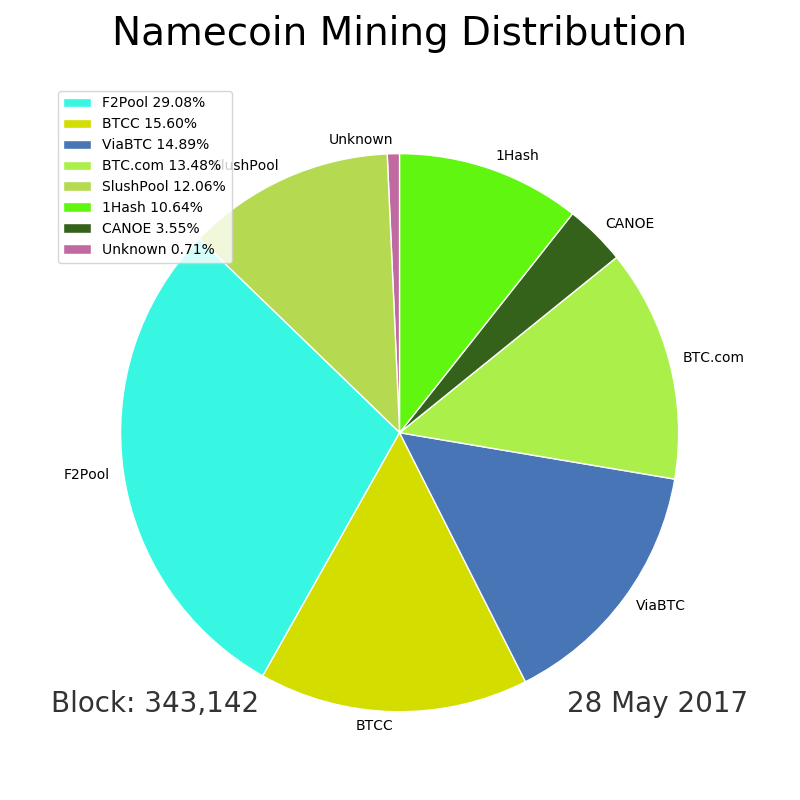 Namecoin Mining Distribution
F2Pool 29.08%
BTCC 15.60%
ViaBTC 14.89%
BTC.com 13.48%
SlushPool 12.06%
1Hash 10.64%
CANOE 3.55%
Unknown 0.71%
Unknown
1Hash
SlushPool
CANOE
BTC.com
F2Pool
ViaBTC
BTCC
Block: 343,142
28 May 2017